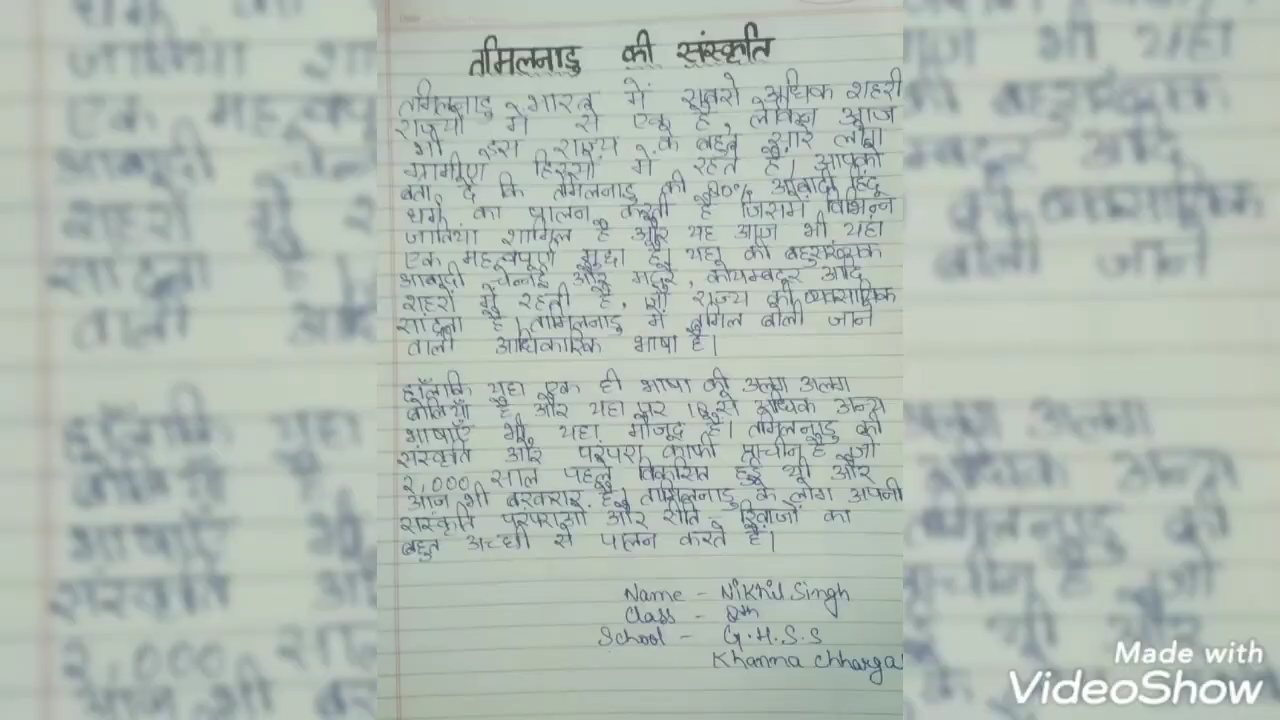 तमिलनाडु की संस्कृति
तमिलनाडु भारत में सबसे अधिक शहरी
राज्यों में से एक है, लेकिन आज
भी इस राज्य के बहुत सारे लोग
ग्रामीण हिस्सों में रहते हैं। आपको
बता दें कि तमिलनाडु की 90% आबादी हिंदू
धर्म का पालन करती है जिसमें विभिन्न
जातियां शामिल हैं और यह आज भी यहां
एक महत्वपूर्ण मुद्दा है। यहां की बहुसंख्यक
आबादी चेन्नई और मदुरै, कोयम्बटूर आदि
शहरों में रहती है, जो राज्य की व्यवसायिक
है। तमिलनाडु में तमिल बोली जाने
वाली आधिकारिक भाषा है।
हालाँकि यहां एक ही भाषा की अलग अलग
बोलियाँ हैं और यहां पर 18 से अधिक अन्य
भाषाएँ भी यहां मौजूद हैं। तमिलनाडु की
संस्कृति और परंपरा काफी प्राचीन है जो
2,000 साल पहले विकसित हुई थी और
आज भी बरकरार है। तमिलनाडु के लोग अपनी
संस्कृति परंपराओं और रीति रिवाजों का
बहुत अच्छी से पालन करते हैं।
Name - Nikhil Singh
Class - 8th
School - G.H.S.S
Khanna Chharga
Made with
VideoShow